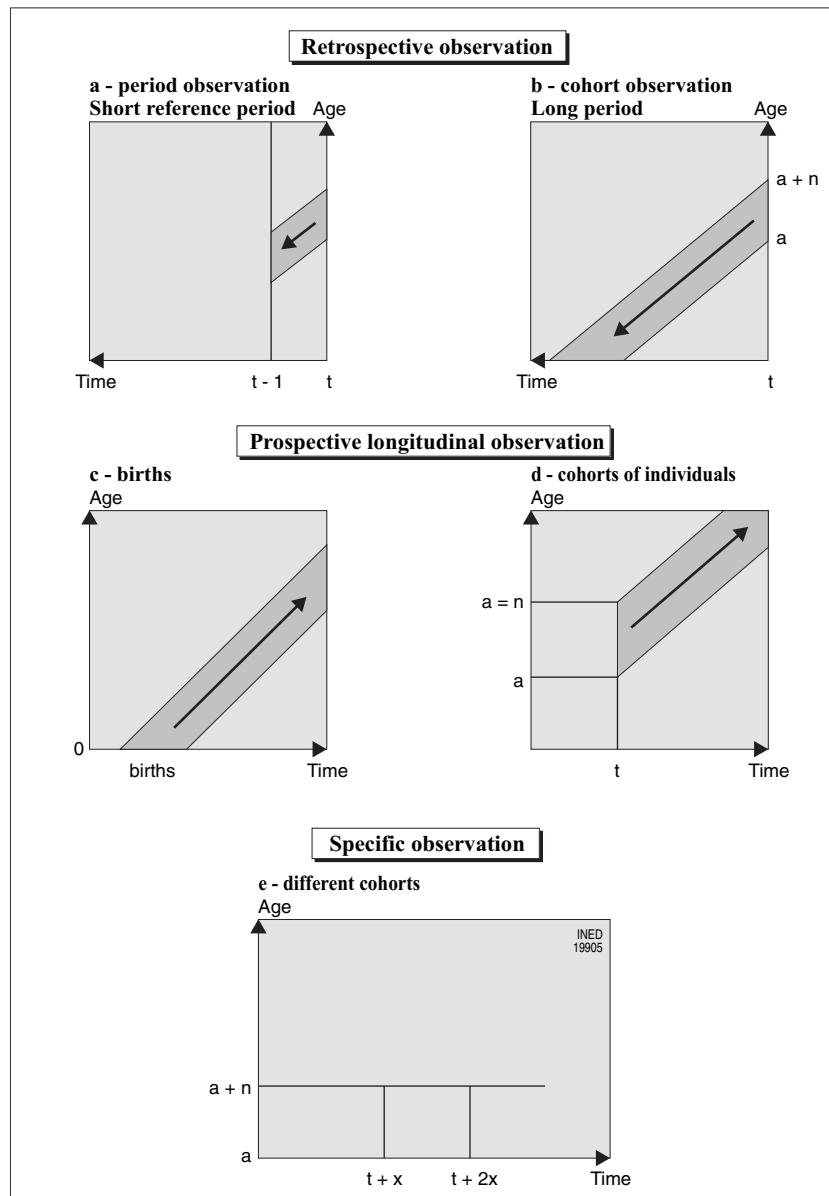 Retrospective observation
a - period observation
Short reference period
Age
Time
t - 1
t
b - cohort observation
Long period
Age
a + n
a
Time
t
Prospective longitudinal observation
c - births
Age
0
births
Time
d - cohorts of individuals
Age
a = n
a
t
Time
Specific observation
e - different cohorts
Age
INED
19905
a + n
a
t + x
t + 2x
Time